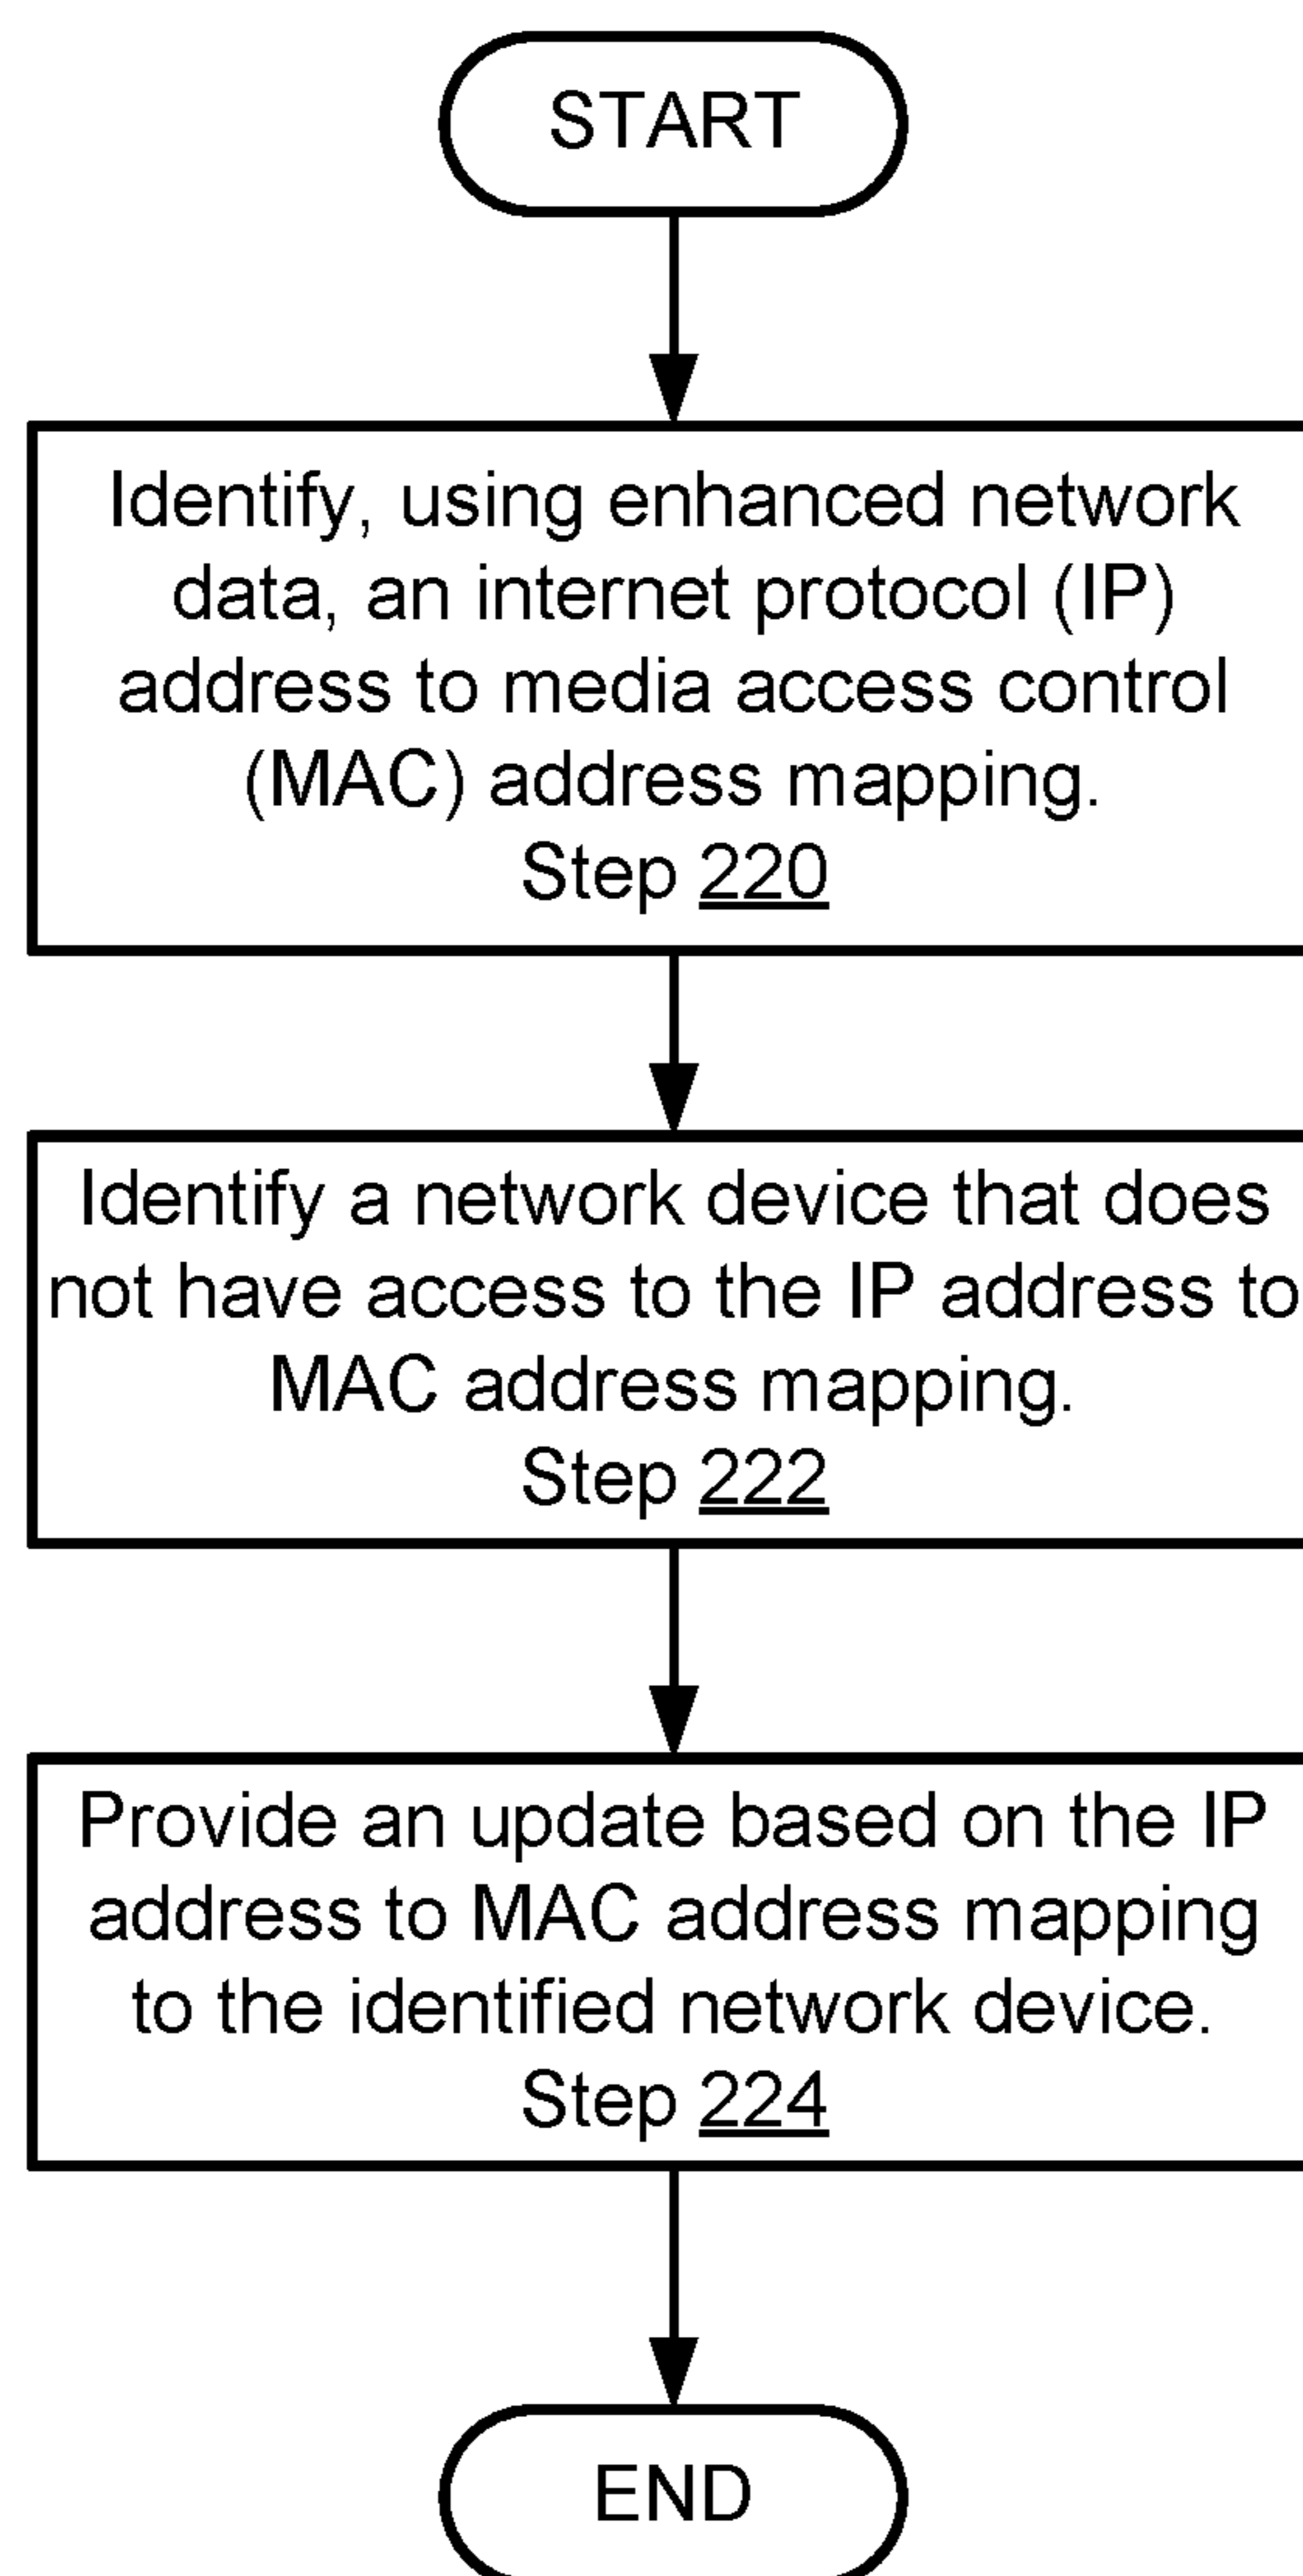 START
Identify, using enhanced network
data, an internet protocol (IP)
address to media access control
(MAC) address mapping.
Step 220
Identify a network device that does
not have access to the IP address to
MAC address mapping.
Step 222
Provide an update based on the IP
address to MAC address mapping
to the identified network device.
Step 224
END